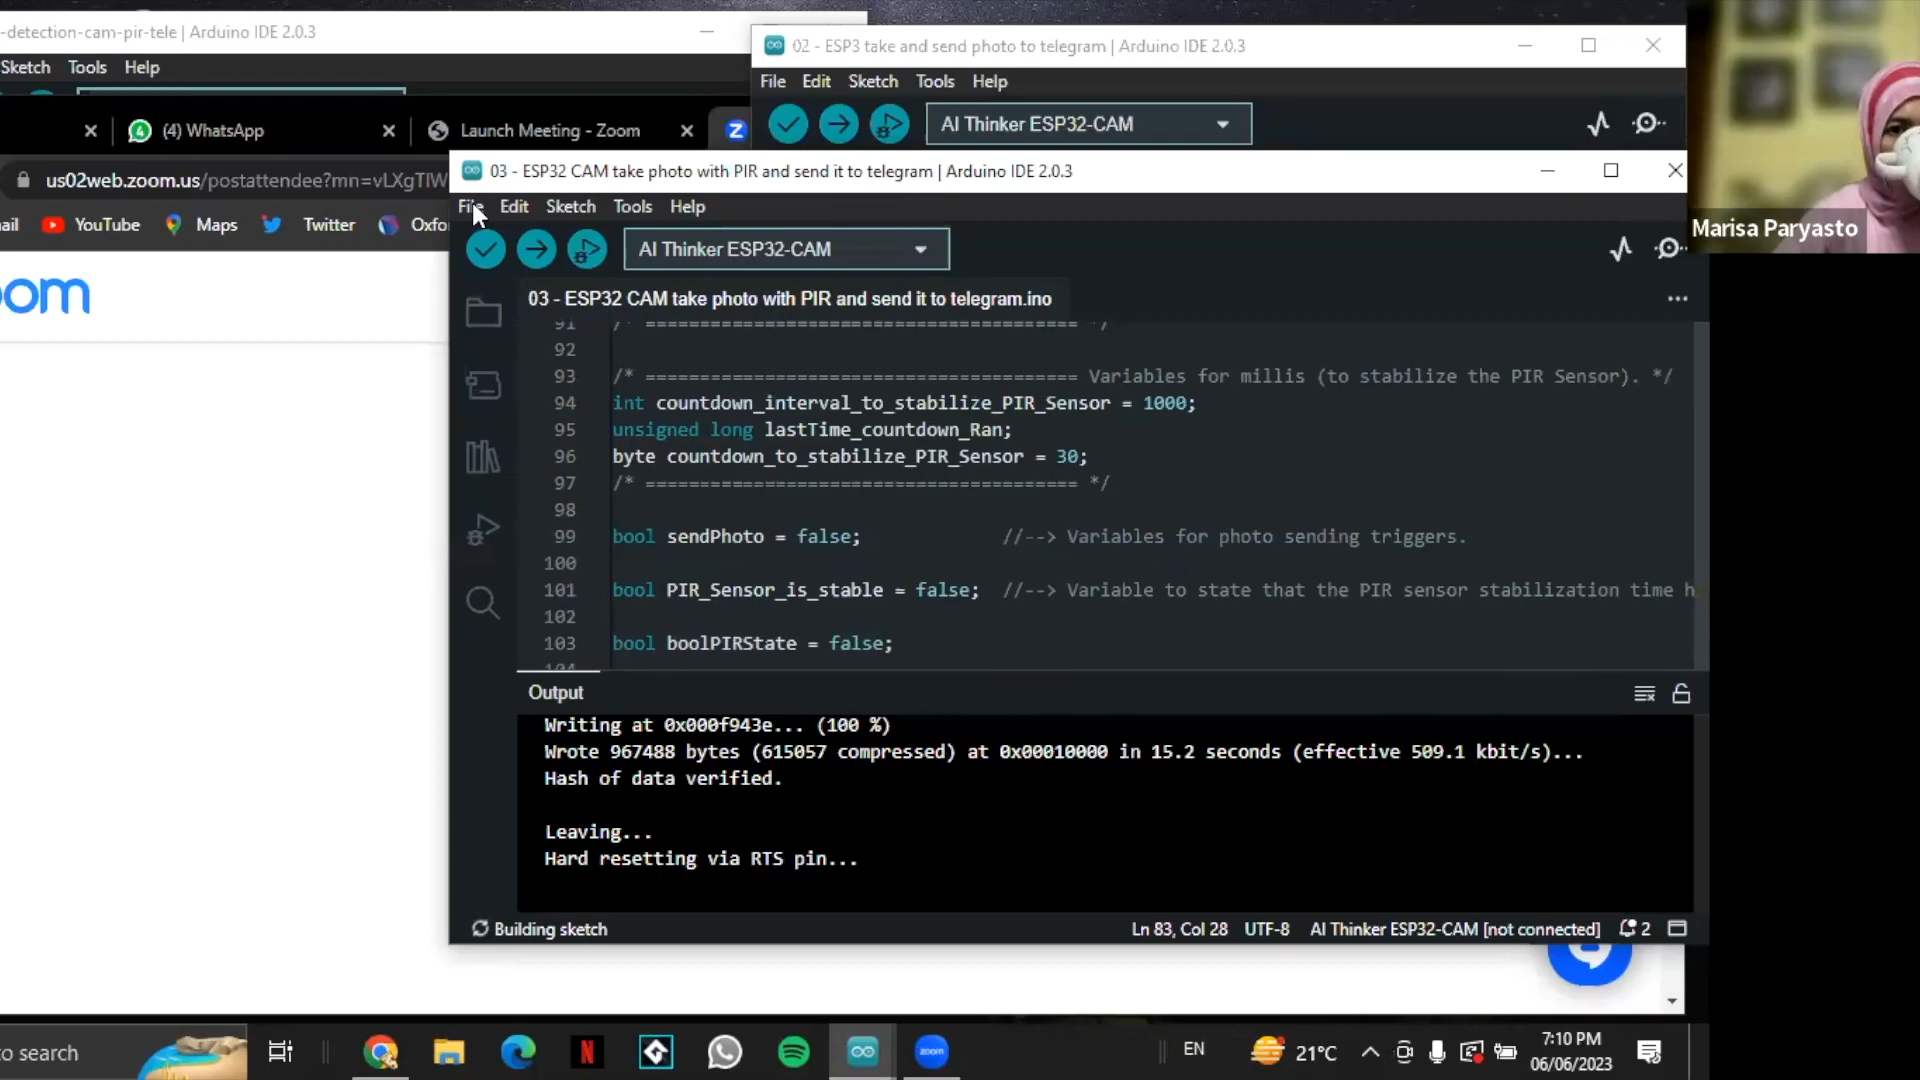 -detection-cam-pir-tele | Arduino IDE 2.0.3
Sketch Tools Help
02 - ESP3 take and send photo to telegram | Arduino IDE 2.0.3
File Edit Sketch Tools Help
AI Thinker ESP32-CAM
(4) WhatsApp
Launch Meeting - Zoom
us02web.zoom.us/postattendee?mn=vLXgTlW
ail YouTube Maps Twitter Oxfo
oom
03 - ESP32 CAM take photo with PIR and send it to telegram | Arduino IDE 2.0.3
File Edit Sketch Tools Help
AI Thinker ESP32-CAM
03 - ESP32 CAM take photo with PIR and send it to telegram.ino
91 /* ======================================== */
92
93 /* ======================================== Variables for millis (to stabilize the PIR Sensor). */
94 int countdown_interval_to_stabilize_PIR_Sensor = 1000;
95 unsigned long lastTime_countdown_Ran;
96 byte countdown_to_stabilize_PIR_Sensor = 30;
97 /* ======================================== */
98
99 bool sendPhoto = false; //--> Variables for photo sending triggers.
100
101 bool PIR_Sensor_is_stable = false; //--> Variable to state that the PIR sensor stabilization time h
102
103 bool boolPIRState = false;
104
Output
Writing at 0x000f943e... (100 %)
Wrote 967488 bytes (615057 compressed) at 0x00010000 in 15.2 seconds (effective 509.1 kbit/s)...
Hash of data verified.
Leaving...
Hard resetting via RTS pin...
Building sketch
Ln 83, Col 28 UTF-8 AI Thinker ESP32-CAM [not connected] 2
Marisa Paryasto
to search
zoom
EN
21°C
7:10 PM
06/06/2023